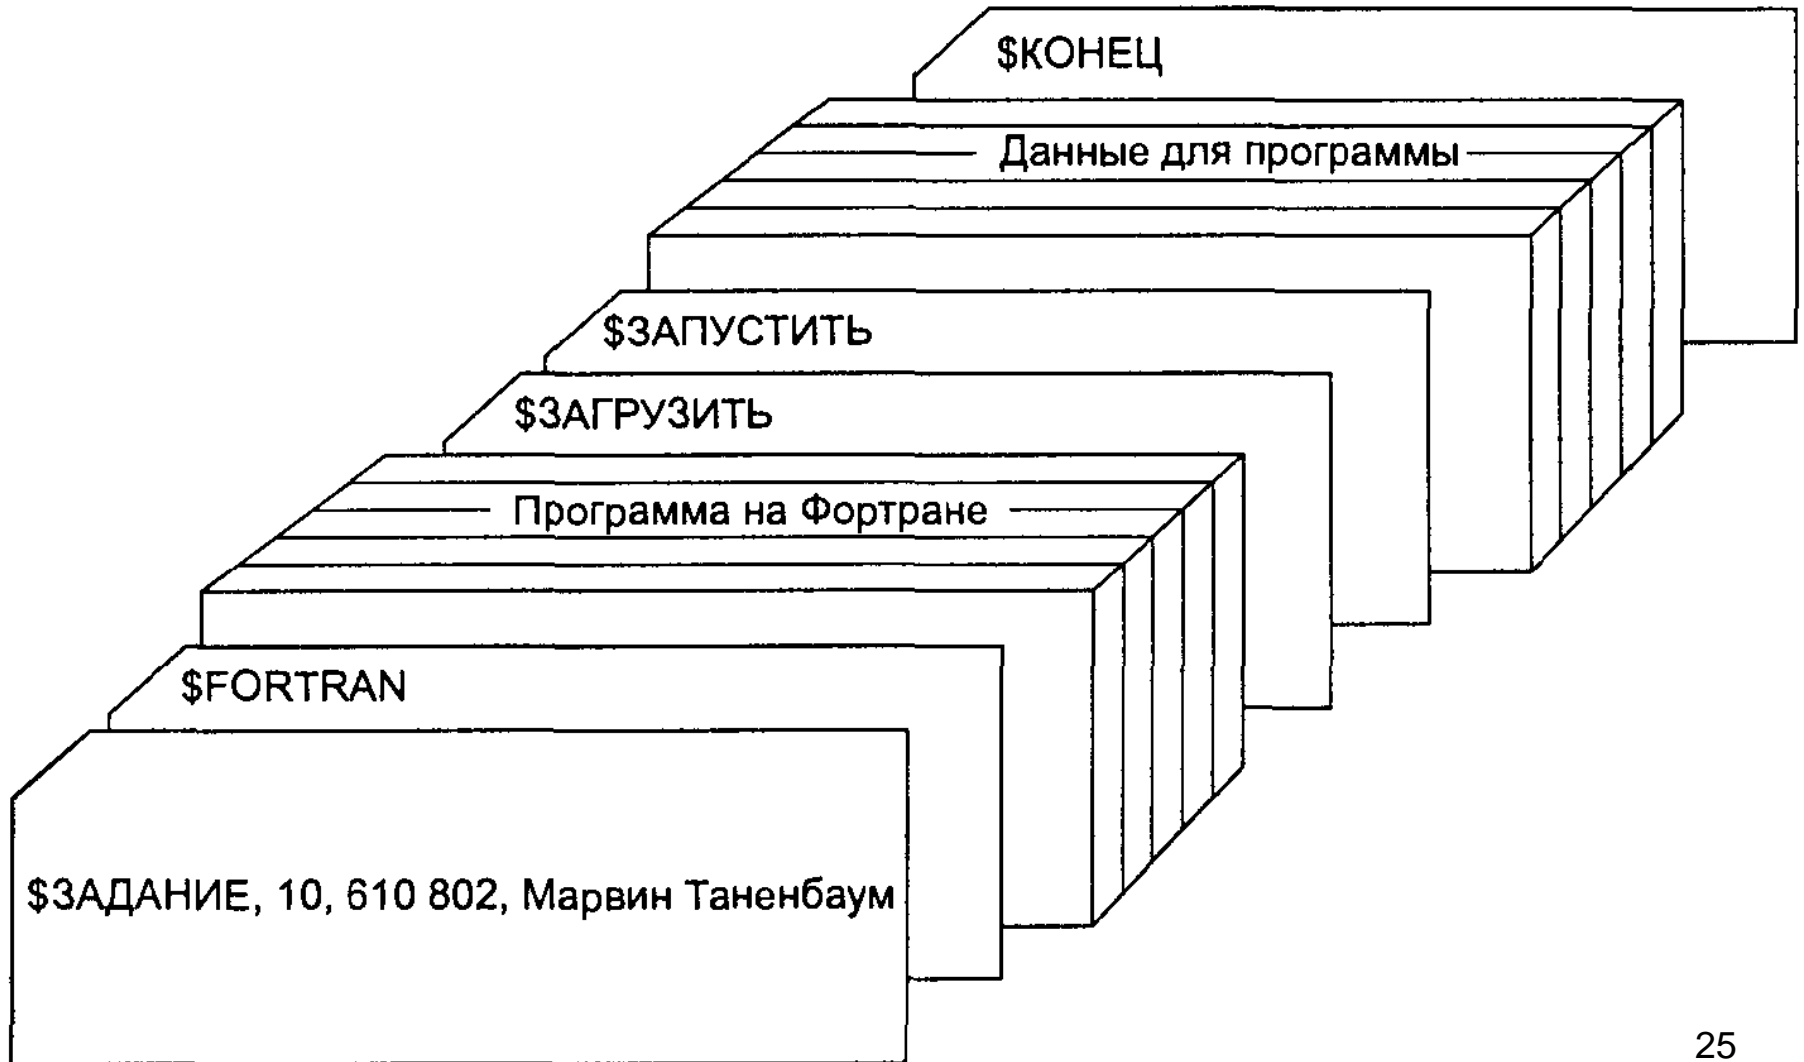 $КОНЕЦ
Данные для программы
$ЗАПУСТИТЬ
$ЗАГРУЗИТЬ
Программа на Фортране
$FORTRAN
$ЗАДАНИЕ, 10, 610 802, Марвин Таненбаум
25